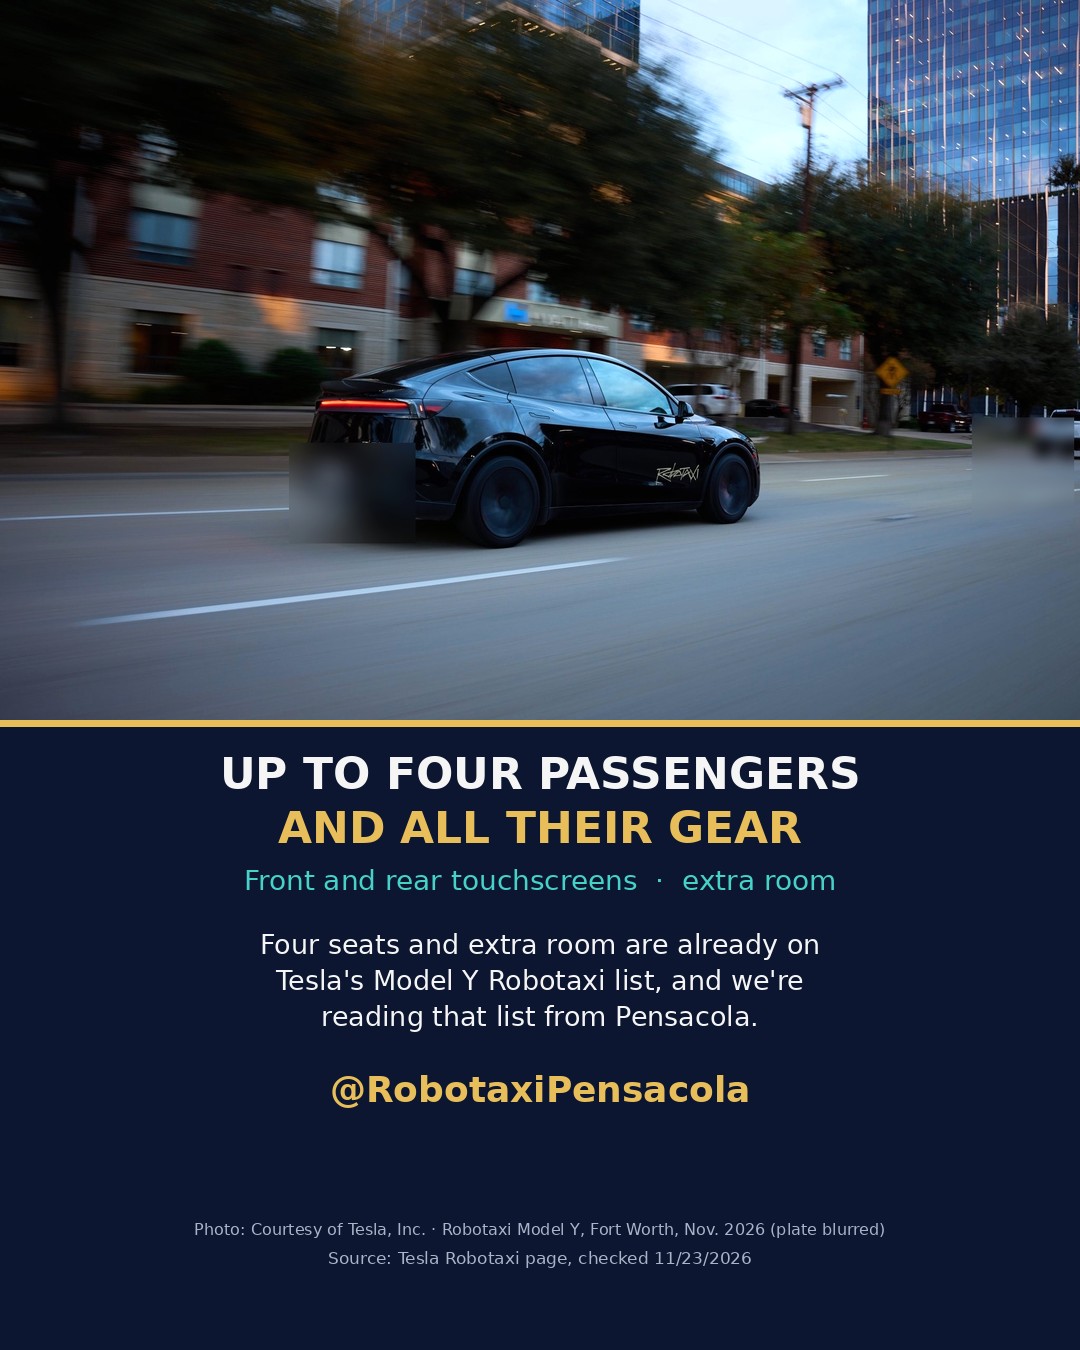 RobotAXI
UP TO FOUR PASSENGERS
AND ALL THEIR GEAR
Front and rear touchscreens · extra room
Four seats and extra room are already on
Tesla's Model Y Robotaxi list, and we're
reading that list from Pensacola.
@RobotaxiPensacola
Photo: Courtesy of Tesla, Inc. · Robotaxi Model Y, Fort Worth, Nov. 2026 (plate blurred)
Source: Tesla Robotaxi page, checked 11/23/2026